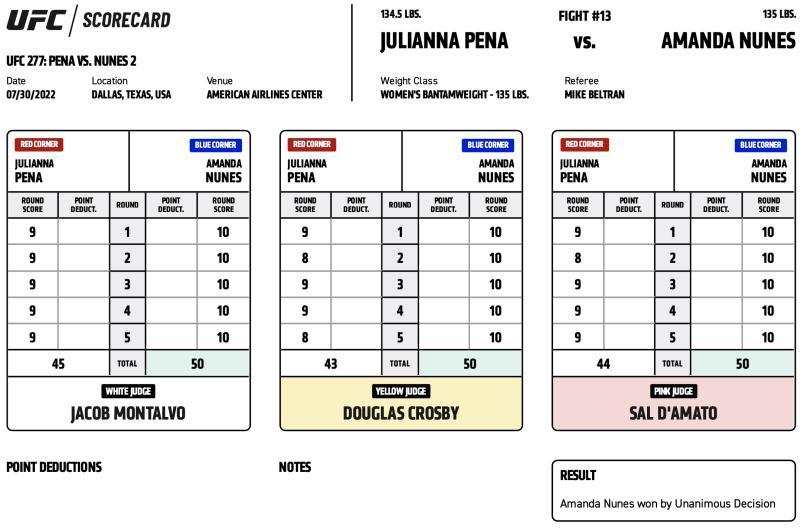 UFC / SCORECARD
UFC 277: PENA VS. NUNES 2
Date Location Venue
07/30/2022 DALLAS, TEXAS, USA AMERICAN AIRLINES CENTER
134.5 LBS. FIGHT #13 135 LBS.
JULIANNA PENA VS. AMANDA NUNES
Weight Class Referee
WOMEN'S BANTAMWEIGHT - 135 LBS. MIKE BELTRAN
RED CORNER BLUE CORNER
JULIANNA AMANDA
PENA NUNES
ROUND POINT ROUND POINT ROUND
SCORE DEDUCT. DEDUCT. SCORE
9 1 10
9 2 10
9 3 10
9 4 10
9 5 10
45 TOTAL 50
WHITE JUDGE
JACOB MONTALVO
RED CORNER BLUE CORNER
JULIANNA AMANDA
PENA NUNES
ROUND POINT ROUND POINT ROUND
SCORE DEDUCT. DEDUCT. SCORE
9 1 10
8 2 10
9 3 10
9 4 10
8 5 10
43 TOTAL 50
YELLOW JUDGE
DOUGLAS CROSBY
RED CORNER BLUE CORNER
JULIANNA AMANDA
PENA NUNES
ROUND POINT ROUND POINT ROUND
SCORE DEDUCT. DEDUCT. SCORE
9 1 10
8 2 10
9 3 10
9 4 10
9 5 10
44 TOTAL 50
PINK JUDGE
SAL D'AMATO
POINT DEDUCTIONS
NOTES
RESULT
Amanda Nunes won by Unanimous Decision